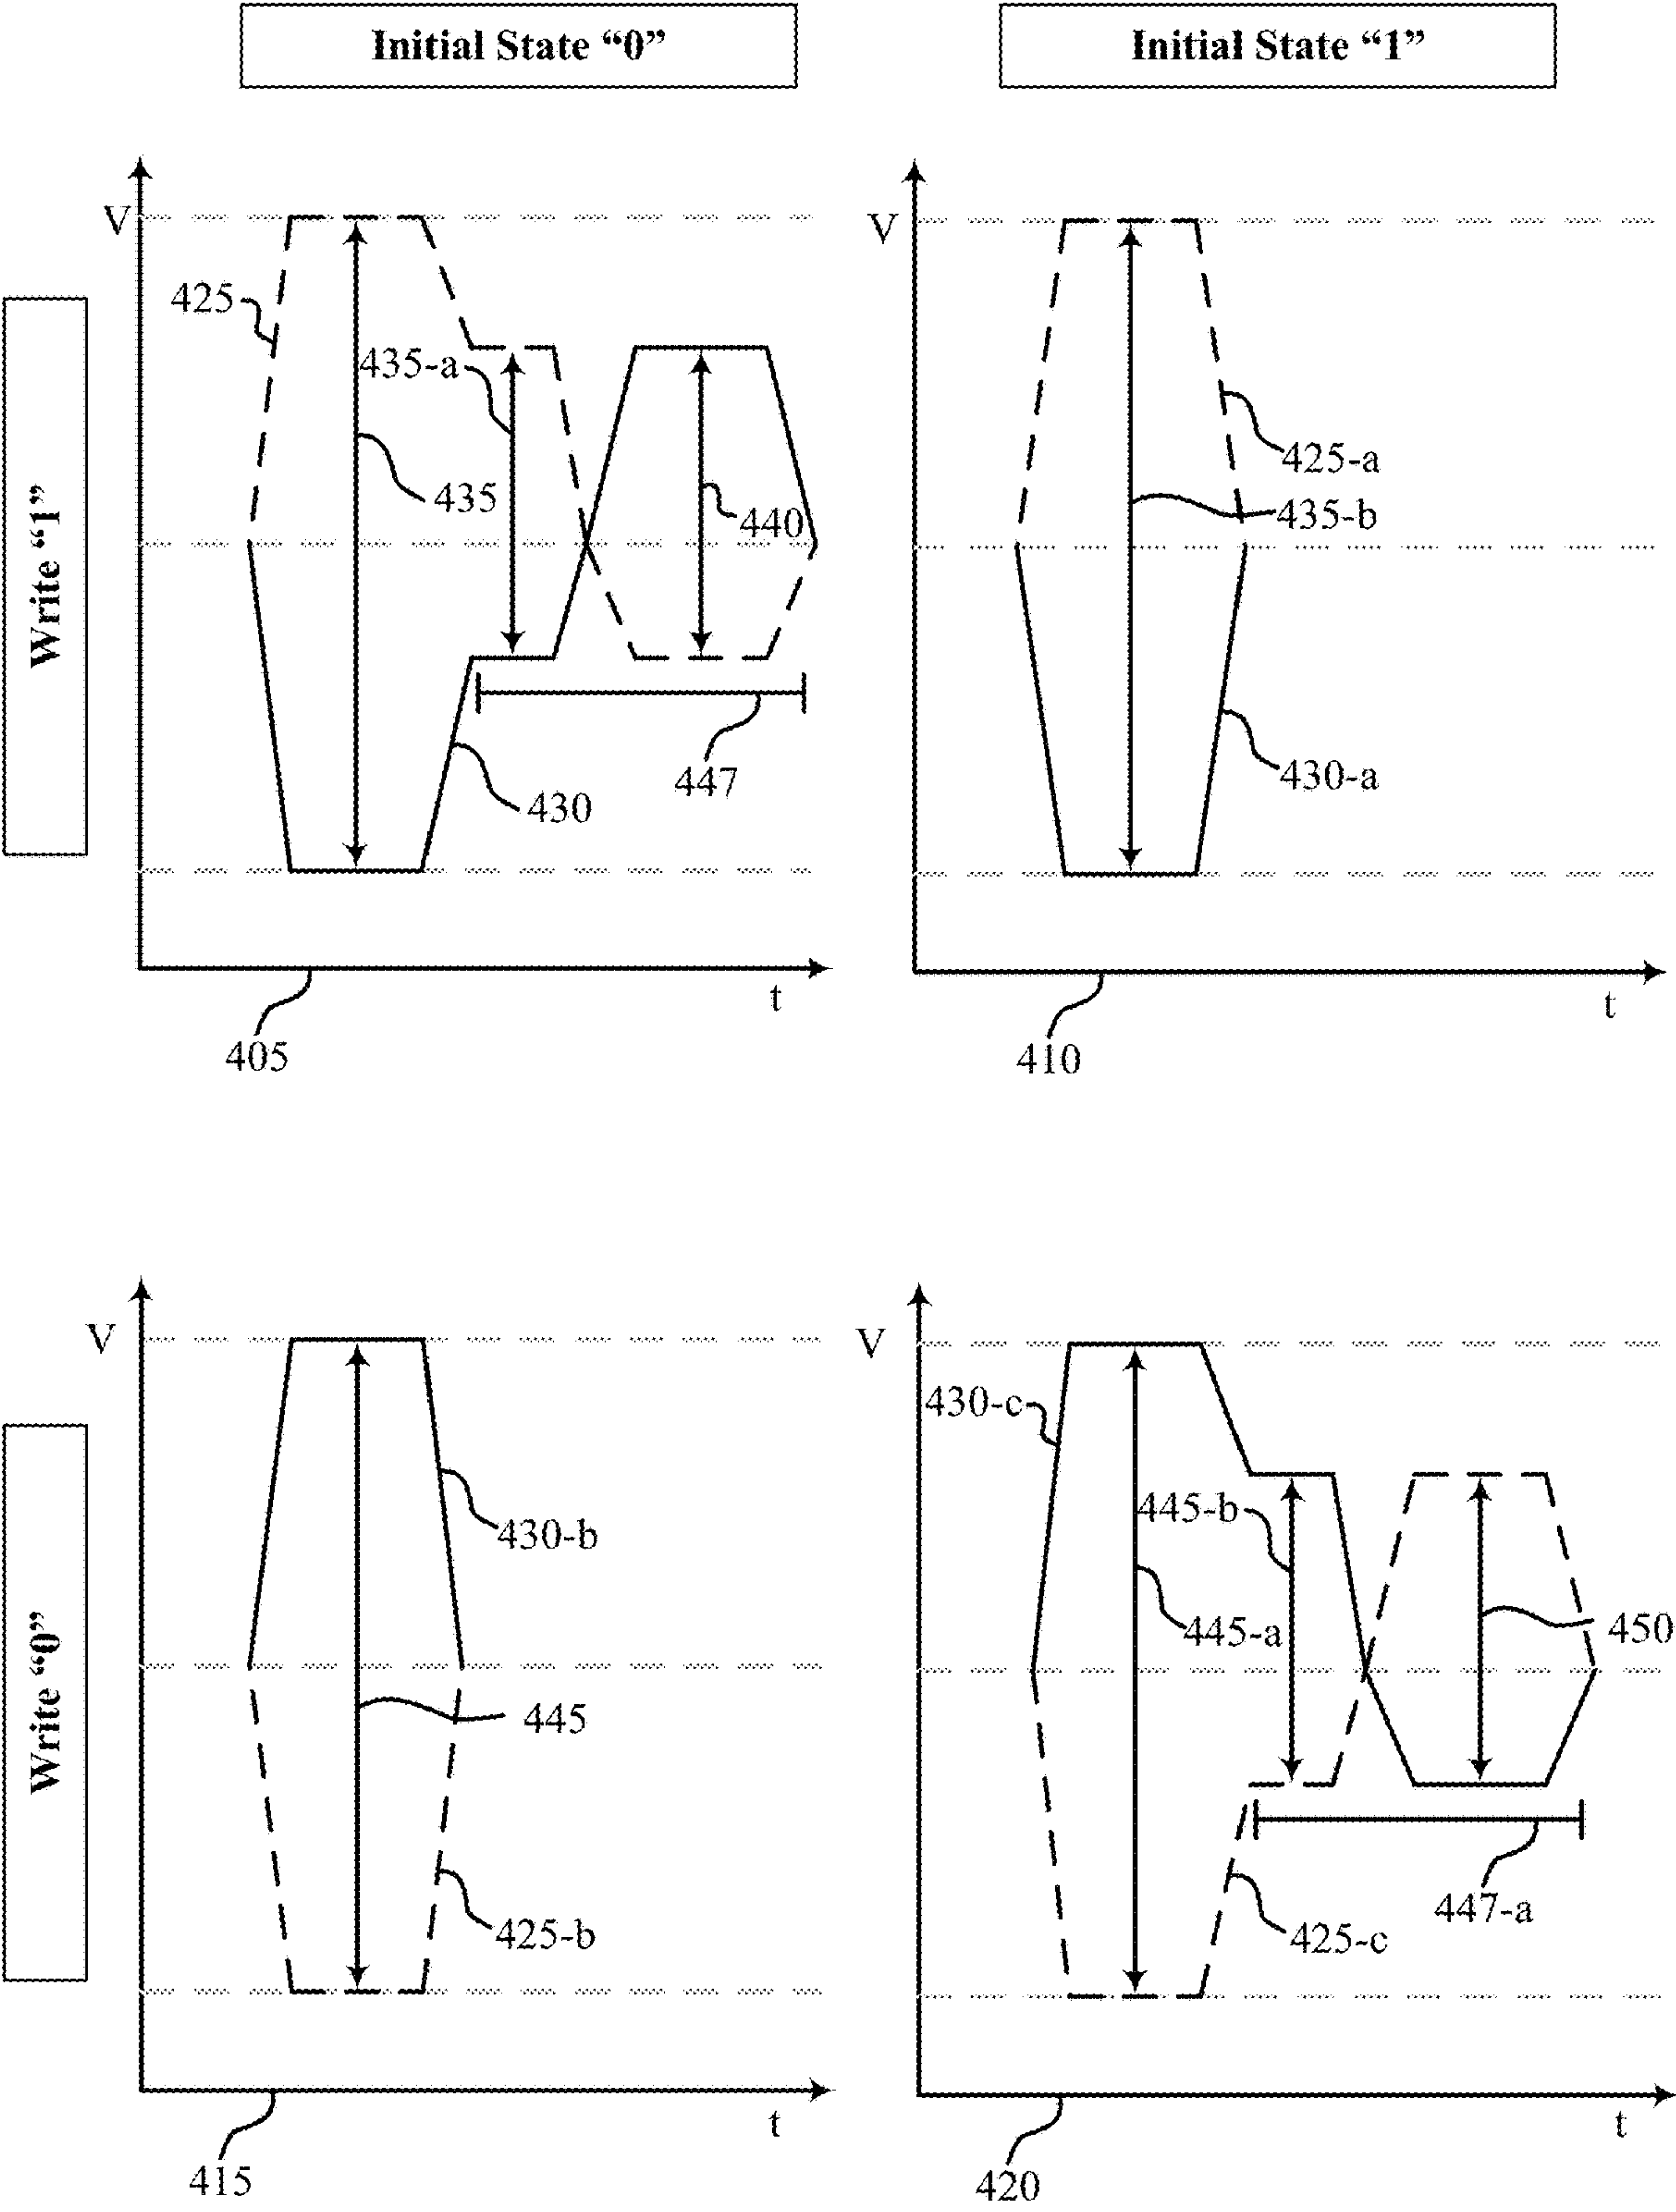 Initial State “0”
Initial State “1”
Write “1”
V
425
435-a
435
440
447
430
t
405
V
425-a
435-b
430-a
t
410
Write “0”
V
430-b
445
425-b
t
415
V
430-c
445-b
445-a
450
447-a
425-c
t
420